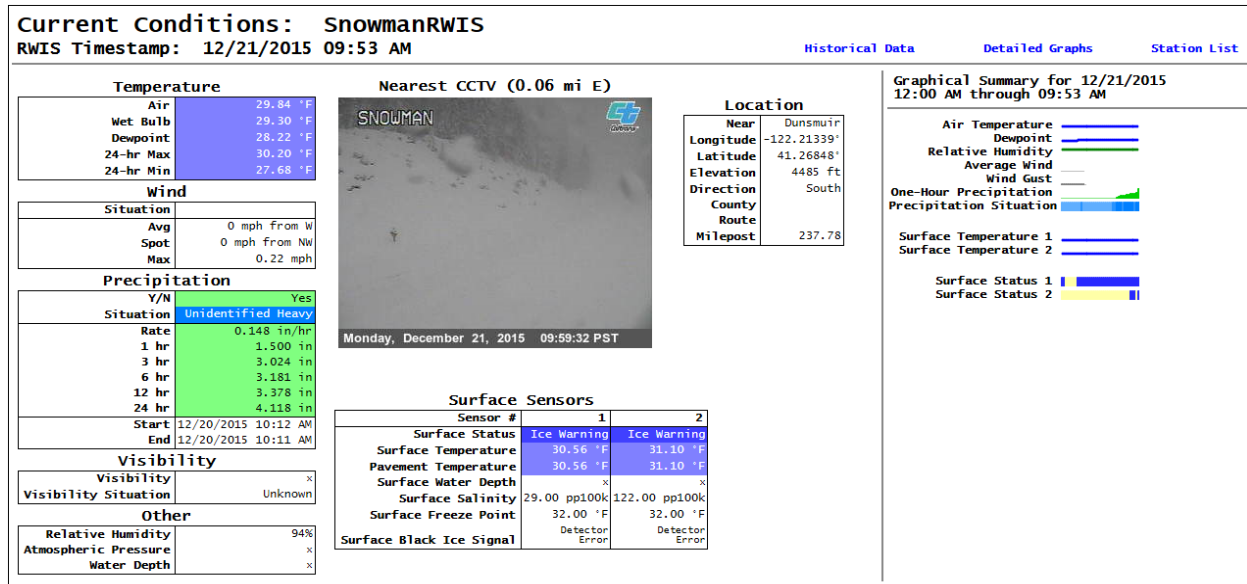 Current Conditions: SnowmanRWIS
RWIS Timestamp: 12/21/2015 09:53 AM
Historical Data Detailed Graphs Station List
Temperature
Air 29.84 °F
Wet Bulb 29.30 °F
Dewpoint 28.22 °F
24-hr Max 30.20 °F
24-hr Min 27.68 °F
Wind
Situation
Avg 0 mph from W
Spot 0 mph from NW
Max 0.22 mph
Precipitation
Y/N Yes
Situation Unidentified Heavy
Rate 0.148 in/hr
1 hr 1.500 in
3 hr 3.024 in
6 hr 3.181 in
12 hr 3.378 in
24 hr 4.118 in
Start 12/20/2015 10:12 AM
End 12/20/2015 10:11 AM
Visibility
Visibility x
Visibility Situation Unknown
Other
Relative Humidity 94%
Atmospheric Pressure x
Water Depth x
Nearest CCTV (0.06 mi E)
SNOWMAN
Caltrans
Monday, December 21, 2015 09:59:32 PST
Surface Sensors
Sensor # 1 2
Surface Status Ice Warning Ice Warning
Surface Temperature 30.56 °F 31.10 °F
Pavement Temperature 30.56 °F 31.10 °F
Surface Water Depth x x
Surface Salinity 29.00 pp100k 122.00 pp100k
Surface Freeze Point 32.00 °F 32.00 °F
Surface Black Ice Signal Detector Error Detector Error
Location
Near Dunsmuir
Longitude -122.21339°
Latitude 41.26848°
Elevation 4485 ft
Direction South
County
Route
Milepost 237.78
Graphical Summary for 12/21/2015
12:00 AM through 09:53 AM
Air Temperature
Dewpoint
Relative Humidity
Average Wind
Wind Gust
One-Hour Precipitation
Precipitation Situation
Surface Temperature 1
Surface Temperature 2
Surface Status 1
Surface Status 2